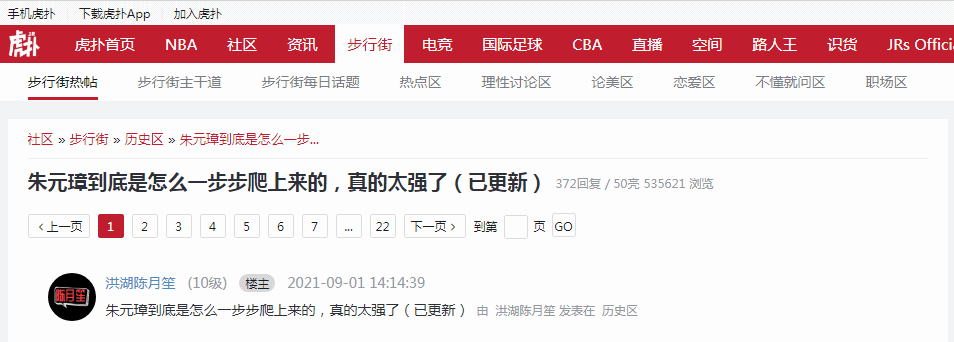 手机虎扑 下载虎扑App 加入虎扑
虎扑 虎扑首页 NBA 社区 资讯 步行街 电竞 国际足球 CBA 直播 空间 路人王 识货 JRs Officia
步行街热帖 步行街主干道 步行街每日话题 热点区 理性讨论区 论美区 恋爱区 不懂就问区 职场区
社区 » 步行街 » 历史区 » 朱元璋到底是怎么一步...
朱元璋到底是怎么一步步爬上来的，真的太强了（已更新） 372回复 / 50亮 535621 浏览
‹ 上一页 1 2 3 4 5 6 7 ... 22 下一页 › 到第 页 GO
陈月笙 洪湖陈月笙 (10级) 楼主 2021-09-01 14:14:39
朱元璋到底是怎么一步步爬上来的，真的太强了（已更新） 由 洪湖陈月笙 发表在 历史区